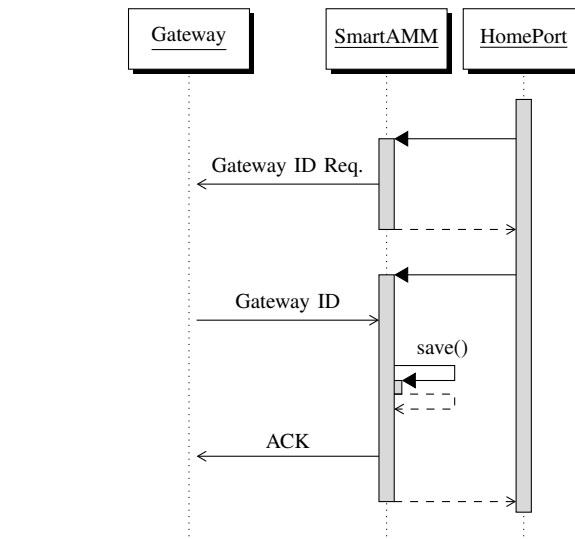 Gateway
SmartAMM
HomePort
Gateway ID Req.
Gateway ID
save()
ACK